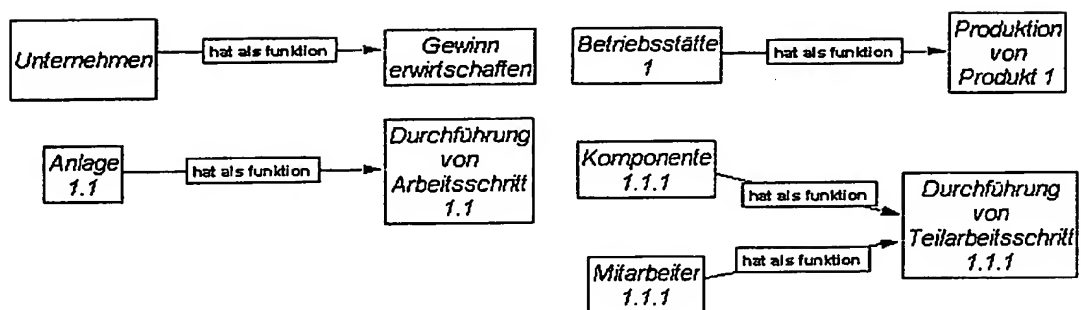 Unternehmen
hat als funktion
Gewinn
erwirtschaften
Betriebsstätte
1
hat als funktion
Produktion
von
Produkt 1
Anlage
1.1
hat als funktion
Durchführung
von
Arbeitsschritt
1.1
Komponente
1.1.1
hat als funktion
Mitarbeiter
1.1.1
hat als funktion
Durchführung
von
Teilarbeitsschritt
1.1.1